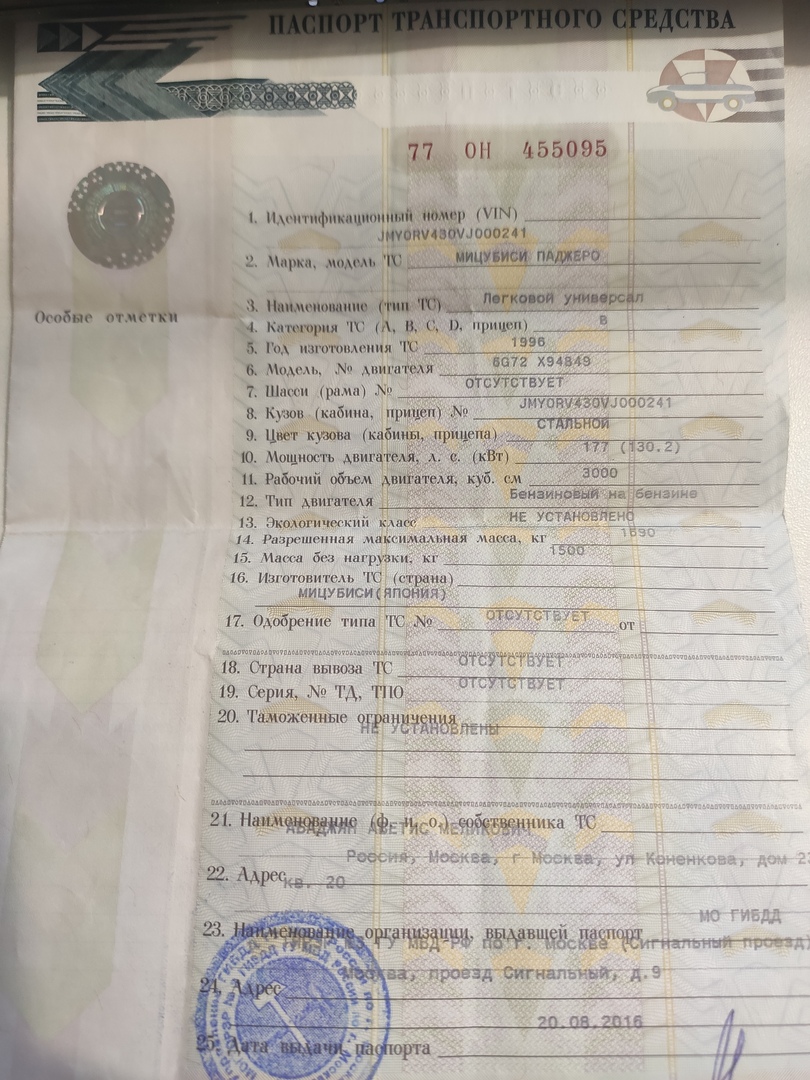 ПАСПОРТ ТРАНСПОРТНОГО СРЕДСТВА
77 ОН 455095
Особые отметки
1. Идентификационный номер (VIN)
JMY0RV430VJ000241
2. Марка, модель ТС МИЦУБИСИ ПАДЖЕРО
3. Наименование (тип ТС) Легковой универсал
4. Категория ТС (А, В, С, D, прицеп) В
5. Год изготовления ТС 1996
6. Модель, № двигателя 6G72 X94849
7. Шасси (рама) № ОТСУТСТВУЕТ
8. Кузов (кабина, прицеп) № JMY0RV430VJ000241
9. Цвет кузова (кабины, прицепа) СТАЛЬНОЙ
10. Мощность двигателя, л. с. (кВт) 177 (130.2)
11. Рабочий объем двигателя, куб. см 3000
12. Тип двигателя Бензиновый на бензине
13. Экологический класс НЕ УСТАНОВЛЕНО
14. Разрешенная максимальная масса, кг
15. Масса без нагрузки, кг 1500
16. Изготовитель ТС (страна)
МИЦУБИСИ(ЯПОНИЯ)
17. Одобрение типа ТС № ОТСУТСТВУЕТ от
18. Страна вывоза ТС ОТСУТСТВУЕТ
19. Серия, № ТД, ТПО ОТСУТСТВУЕТ
20. Таможенные ограничения
НЕ УСТАНОВЛЕНЫ
21. Наименование (ф. и. о.) собственника ТС
АВАДЖЯН АВЕТИС МЕЛИКОВИЧ
Россия, Москва, г Москва, ул Коненкова, дом
22. Адрес кв. 20
МО ГИБДД
23. Наименование организации, выдавшей паспорт
ГУ МВД РФ по г. Москве (Сигнальный проезд)
Москва, проезд Сигнальный, д.9
24. Адрес
20.08.2016
25. Дата выдачи паспорта